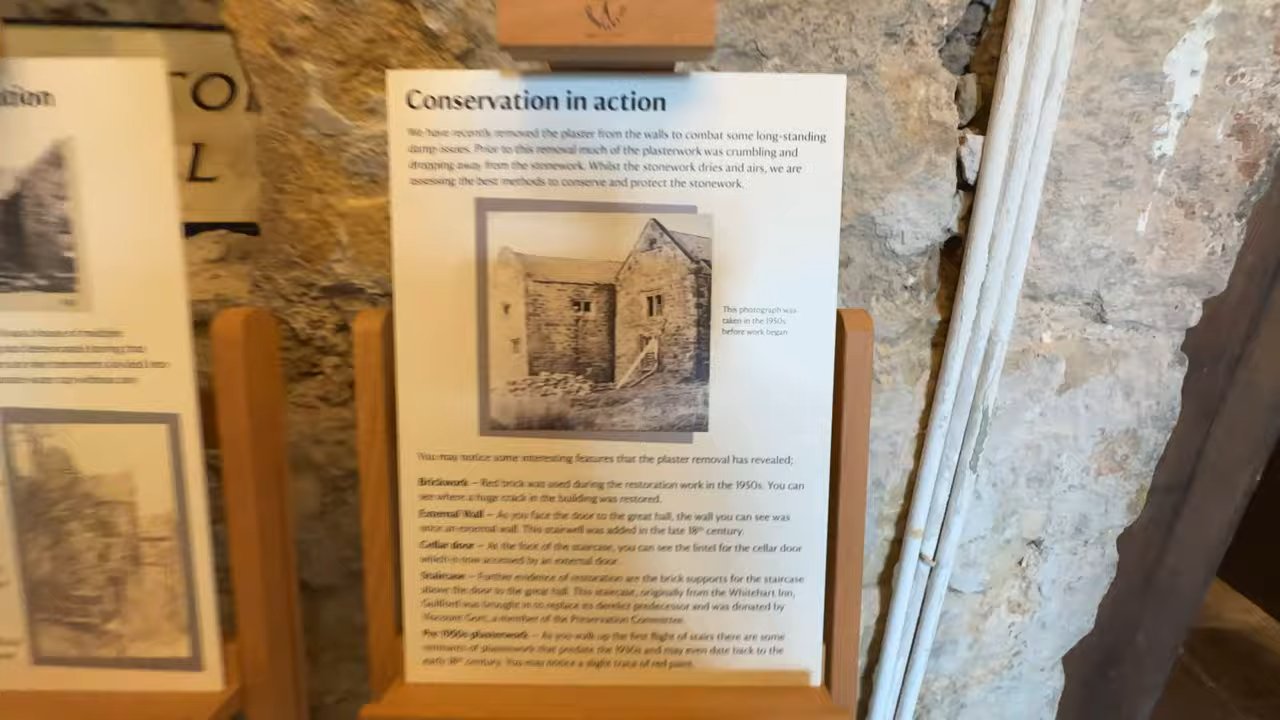 TO
L
Conservation in action
We have recently removed the plaster from the walls to combat some long-standing
damp issues. Prior to this removal much of the plasterwork was crumbling and
dropping away from the stonework. Whilst the stonework dries and airs, we are
assessing the best methods to conserve and protect the stonework.
This photograph was
taken in the 1950s
before work began
You may notice some interesting features that the plaster removal has revealed;
Brickwork – Red brick was used during the restoration work in the 1950s. You can
see where a huge crack in the building was restored.
External Wall – As you face the door to the great hall, the wall you can see was
once an external wall. This stairwell was added in the late 18th century.
Cellar door – At the foot of the staircase, you can see the lintel for the cellar door
which is now accessed by an external door.
Staircase – Further evidence of restoration are the brick supports for the staircase
above the door to the great hall. This staircase, originally from the Whitehart Inn,
Guildford was brought in to replace its derelict predecessor and was donated by
Viscount Gort, a member of the Preservation Committee.
Pre 1950s plasterwork – As you walk up the first flight of stairs there are some
remnants of plasterwork that predate the 1950s and may even date back to the
early 18th century. You may notice a slight trace of red paint.